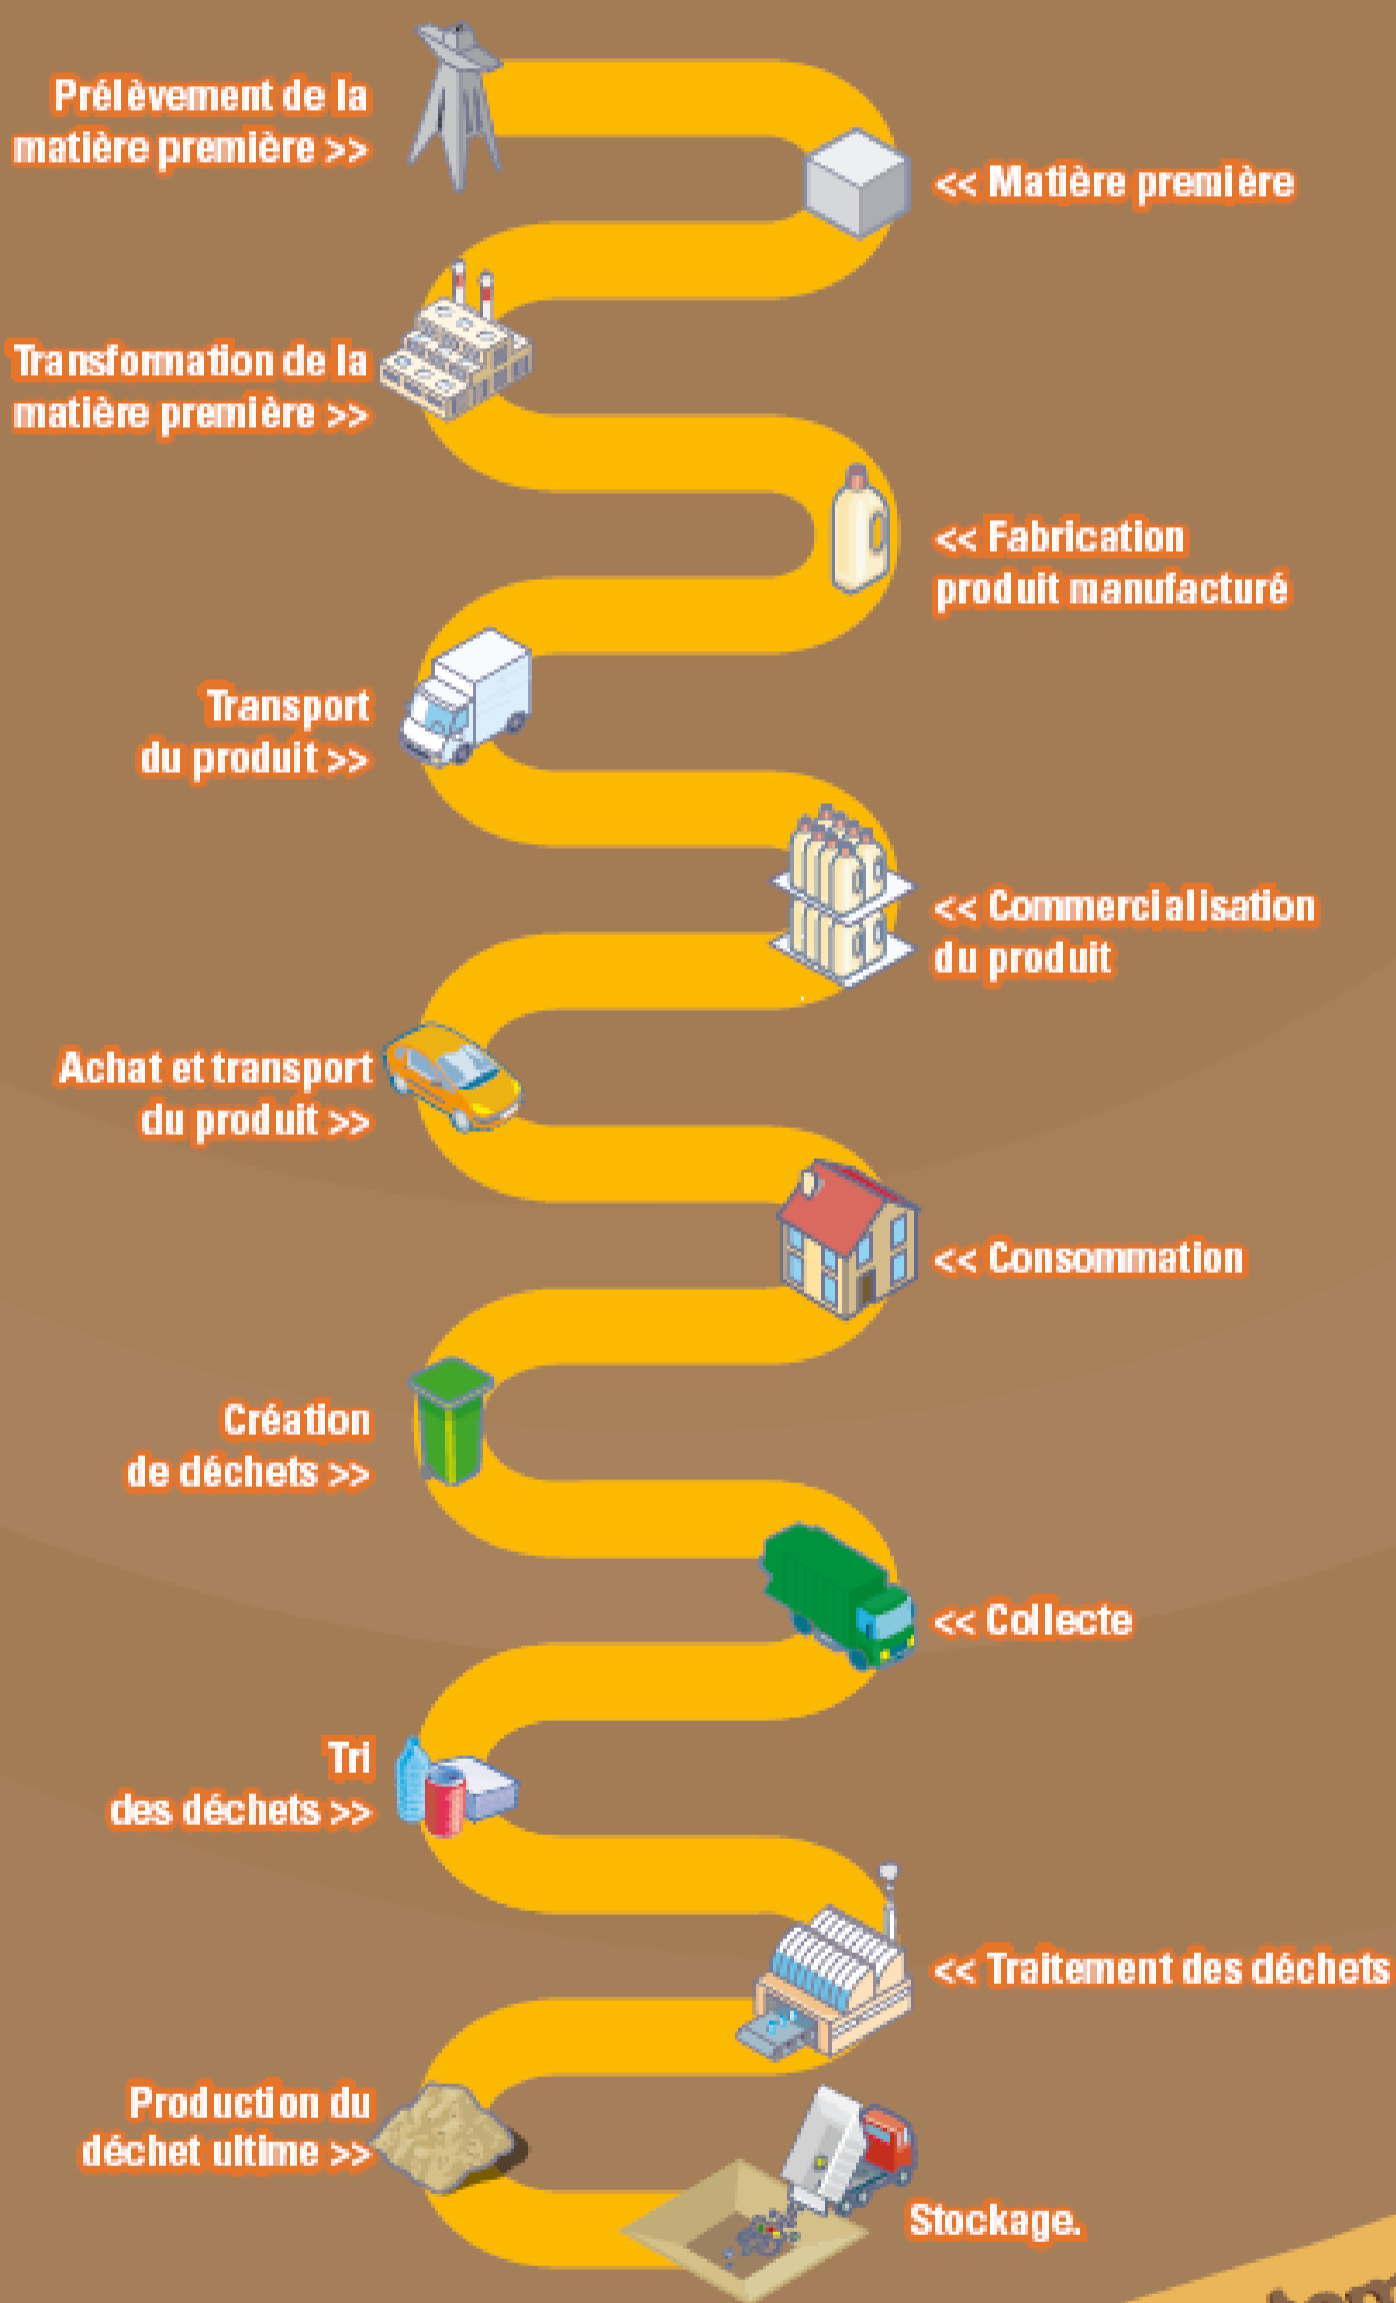 Prélèvement de la
matière première >>
<< Matière première
Transformation de la
matière première >>
<< Fabrication
produit manufacturé
Transport
du produit >>
<< Commercialisation
du produit
Achat et transport
du produit >>
<< Consommation
Création
de déchets >>
<< Collecte
Tri
des déchets >>
<< Traitement des déchets
Production du
déchet ultime >>
Stockage.